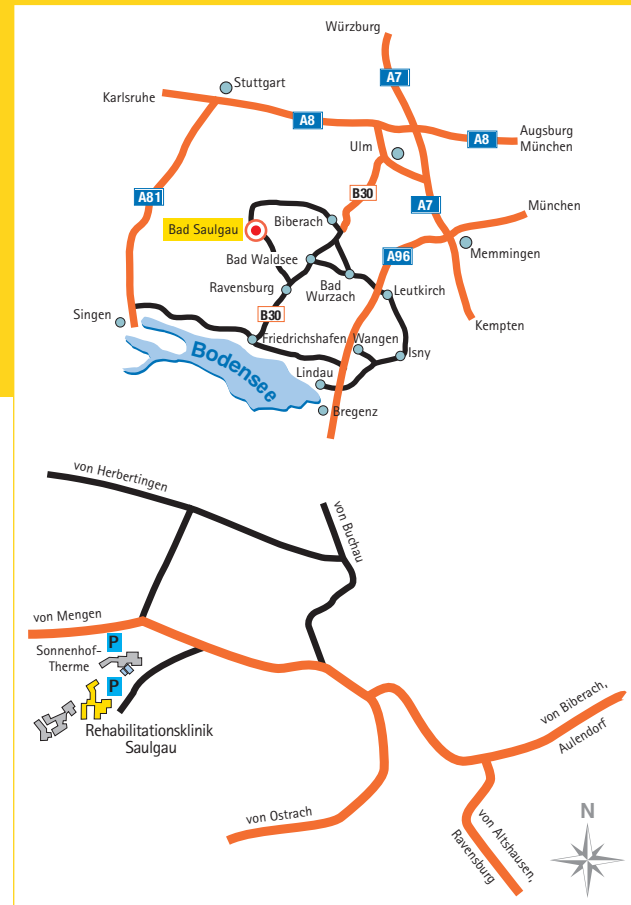 Würzburg
A7
Stuttgart
Karlsruhe
A8
Augsburg
München
A8
Ulm
A81
B30
A7
München
Biberach
Bad Saulgau
Memmingen
Bad Waldsee
A96
Ravensburg
Bad
Wurzach
Leutkirch
Singen
B30
Kempten
Friedrichshafen
Wangen
Isny
Bodensee
Lindau
Bregenz
von Herbertingen
von Buchau
von Mengen
P
Sonnenhof-
Therme
P
Rehabilitationsklinik
Saulgau
von Biberach,
Aulendorf
von Ostrach
von Altshausen,
Ravensburg
N